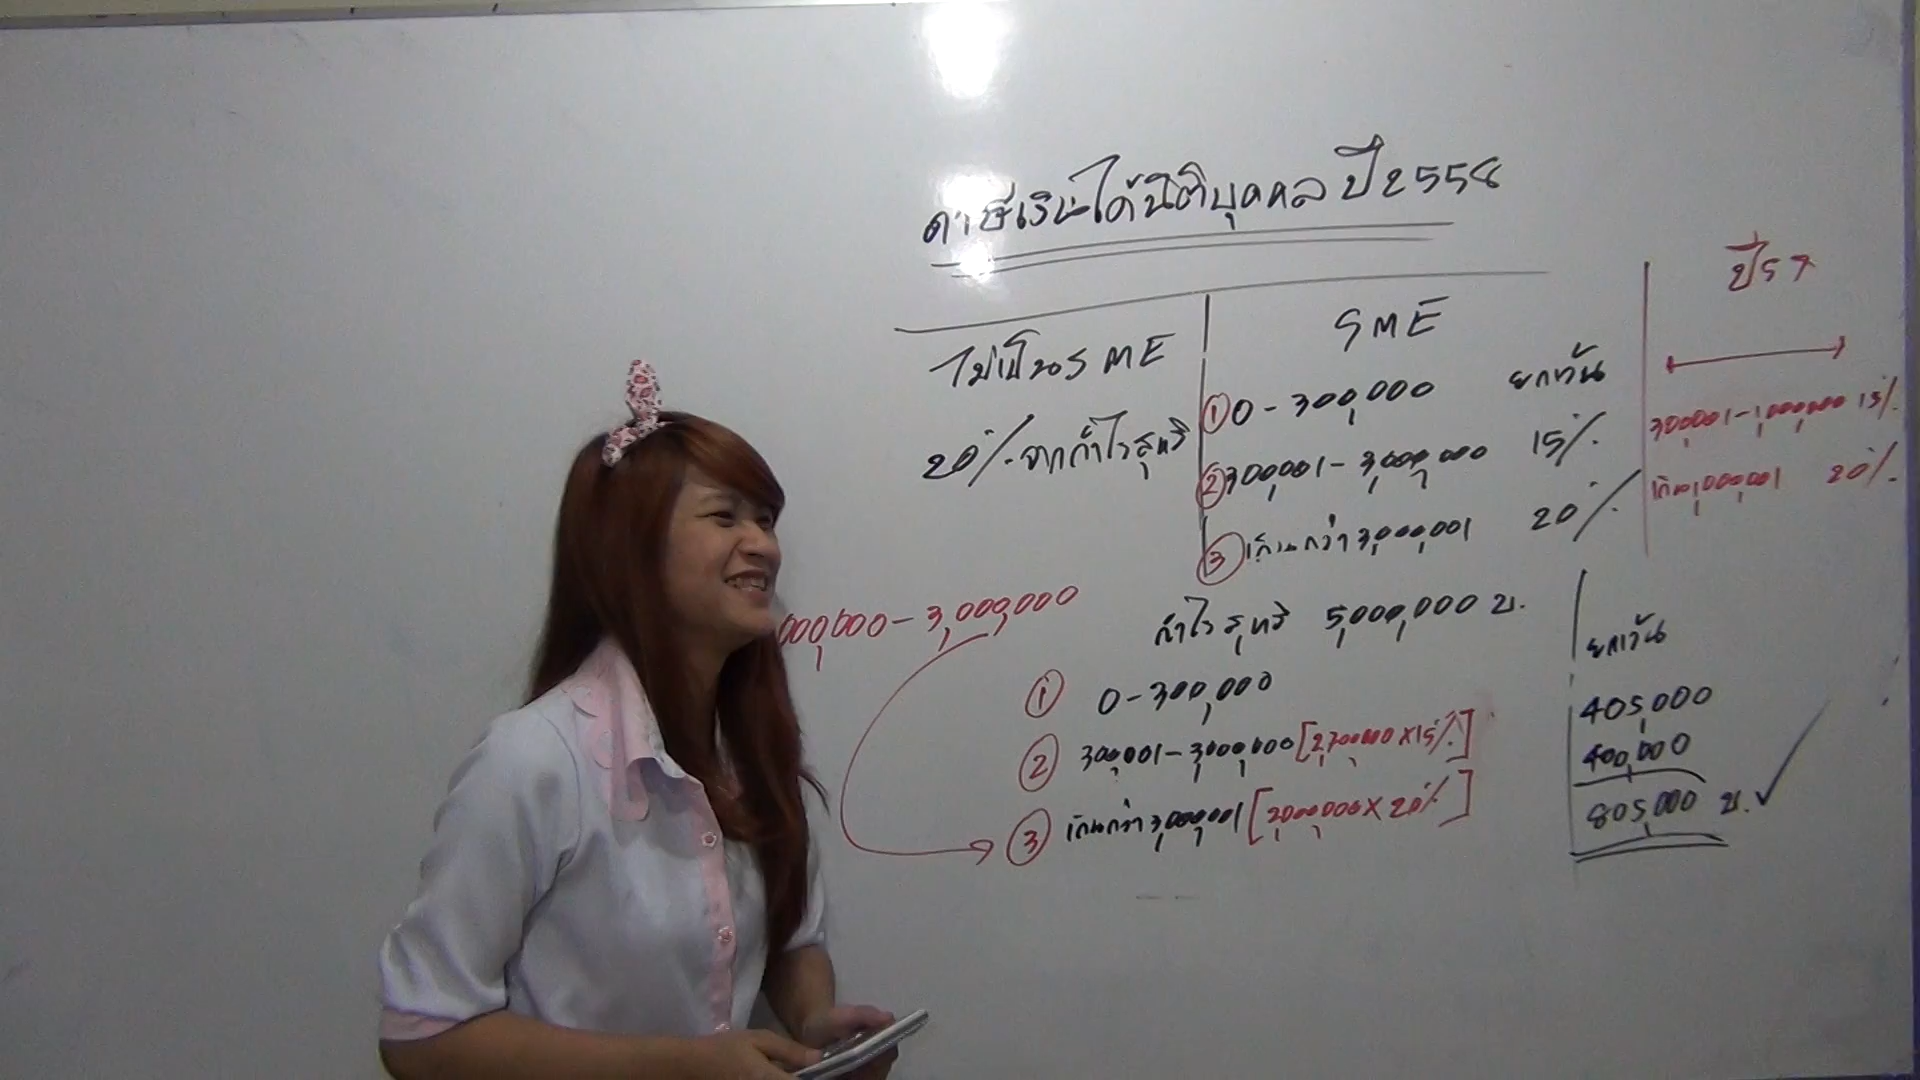 ภาษีเงินได้นิติบุคคล ปี 2558
ไม่เป็น SME
20% จากกำไรสุทธิ
SME
① 0 - 300,000 ยกเว้น
② 300,001 - 3,000,000 15%
③ เกินกว่า 3,000,001 20%
ปี 57
300,001 - 1,000,000 15%
เกิน 1,000,001 20%
000,000 - 3,000,000
กำไรสุทธิ 5,000,000 บ.
① 0 - 300,000 ยกเว้น
② 300,001 - 3,000,000 [2,700,000 X 15%] 405,000
③ เกินกว่า 3,000,001 [2,000,000 X 20%] 400,000
805,000 บ. ✓